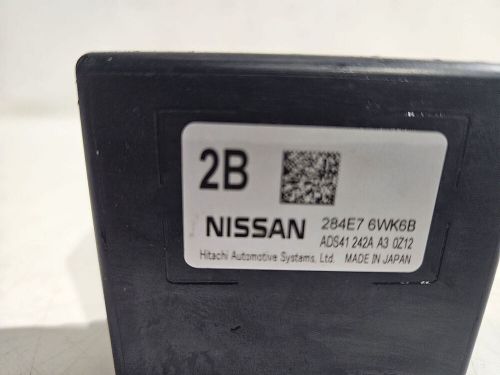 2B
NISSAN 284E7 6WK6B
ADS41 242A A3 0Z12
Hitachi Automotive Systems, Ltd. MADE IN JAPAN